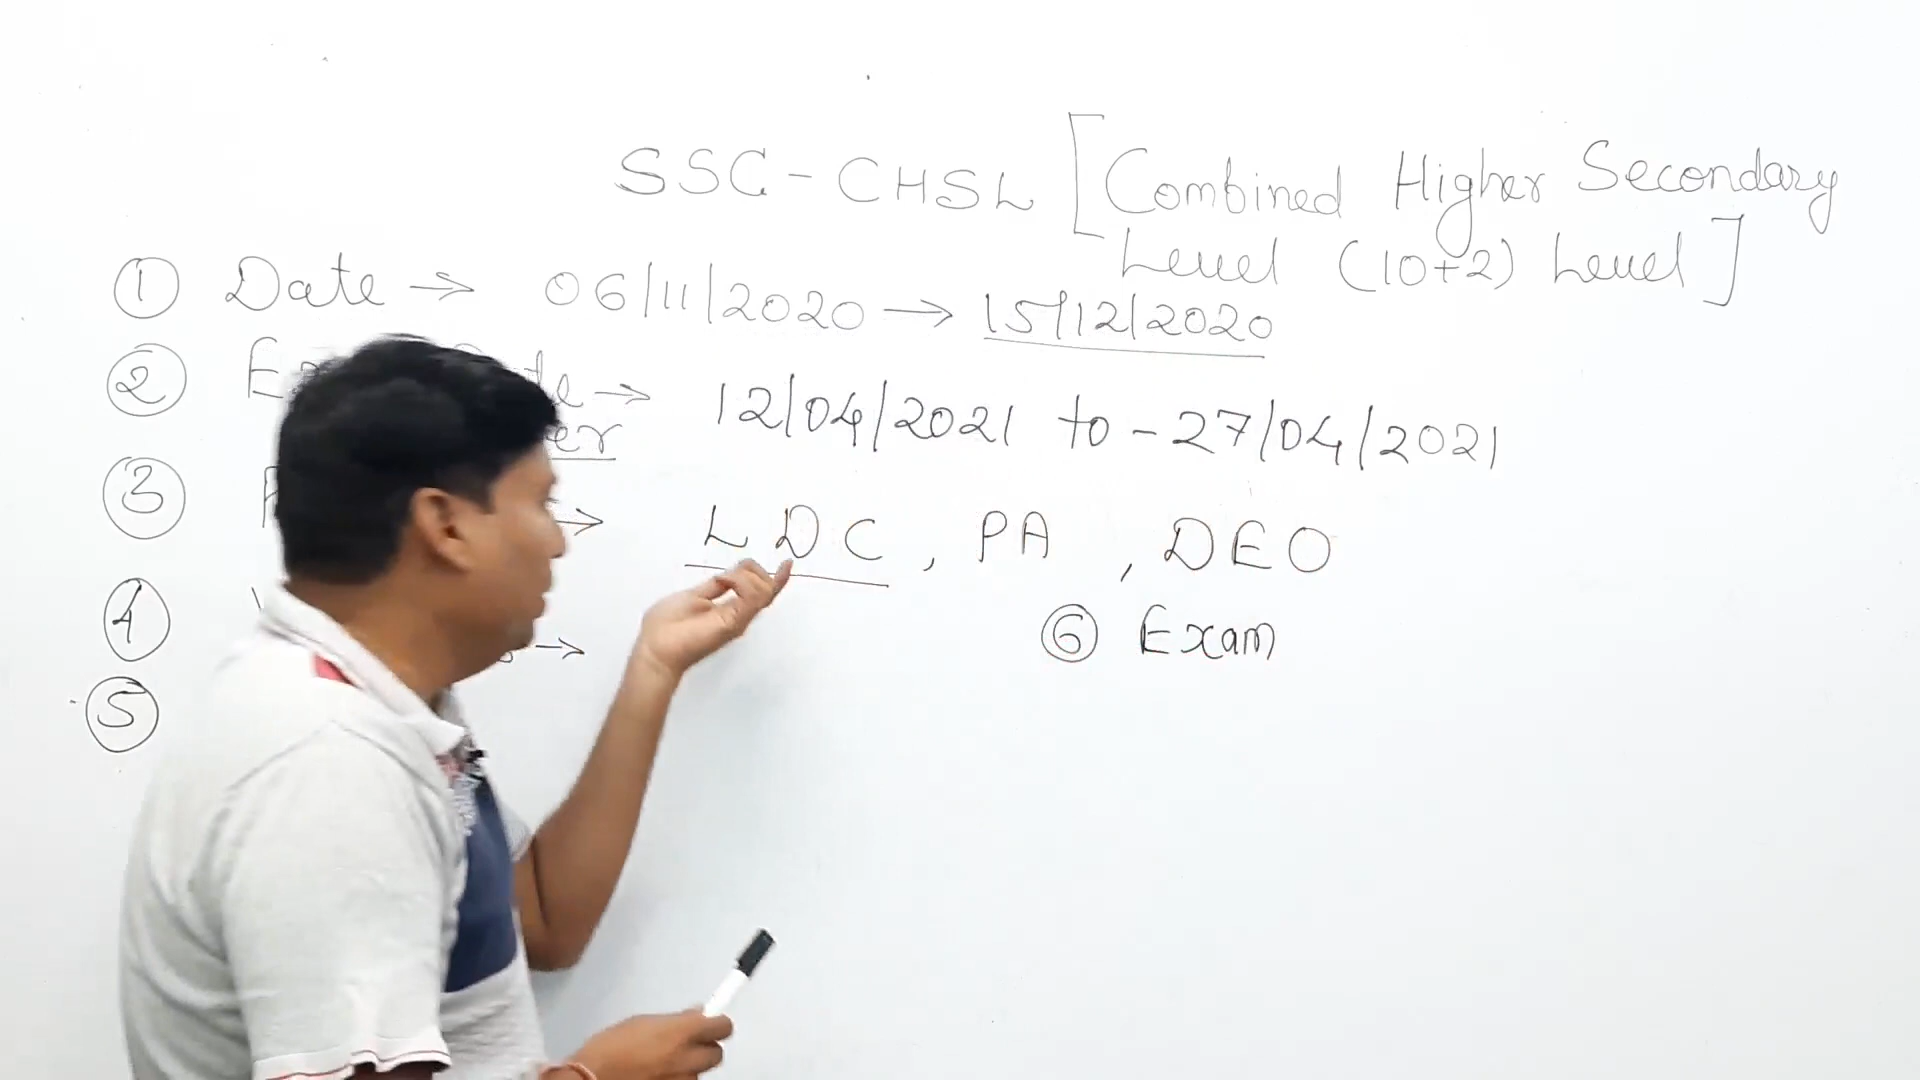 SSC-CHSL [Combined Higher Secondary
Level (10+2) Level]
① Date → 06/11/2020 → 15/12/2020
② → 12/04/2021 to - 27/04/2021
③ → LDC, PA, DEO
④ →
⑥ Exam
⑤